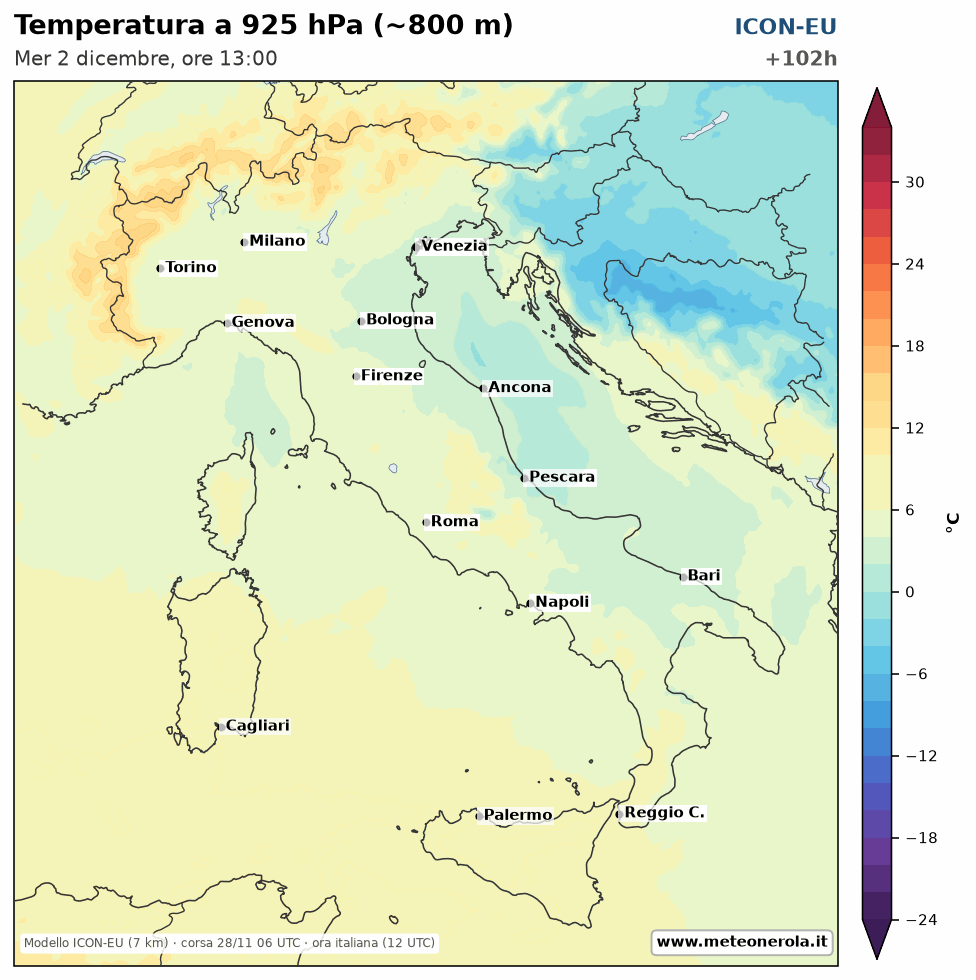 Temperatura a 925 hPa (~800 m)
ICON-EU
Mer 2 dicembre, ore 13:00
+102h
Milano
Venezia
Torino
Genova
Bologna
Firenze
Ancona
Pescara
Roma
Bari
Napoli
Cagliari
Palermo
Reggio C.
30
24
18
12
6
0
−6
−12
−18
−24
°C
Modello ICON-EU (7 km) · corsa 28/11 06 UTC · ora italiana (12 UTC)
www.meteonerola.it